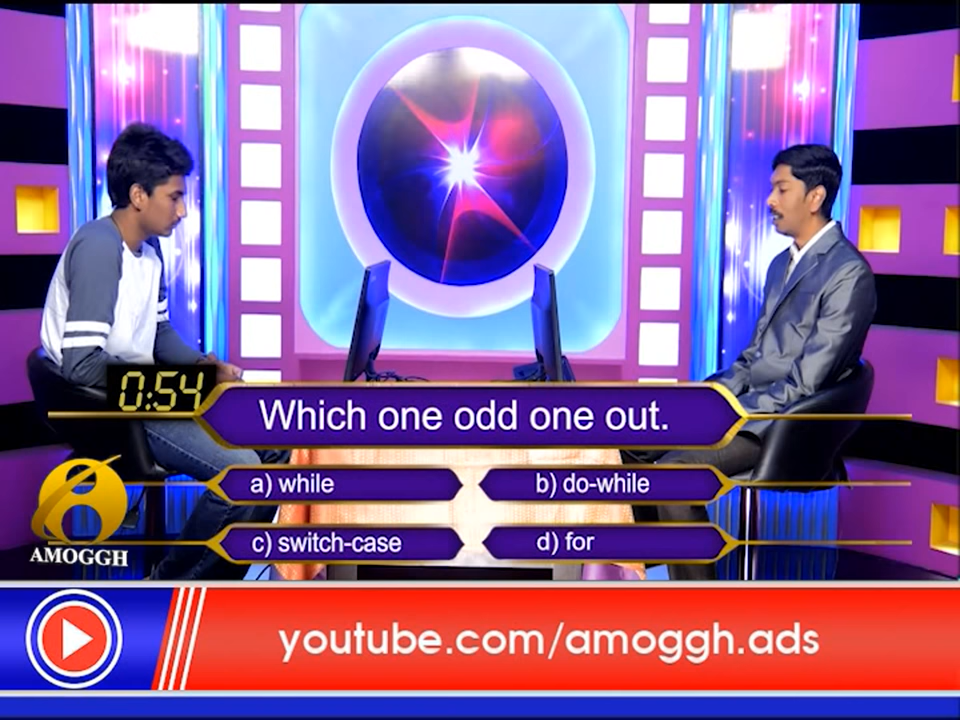 0:54
Which one odd one out.
a) while
b) do-while
c) switch-case
d) for
AMOGGH
youtube.com/amoggh.ads